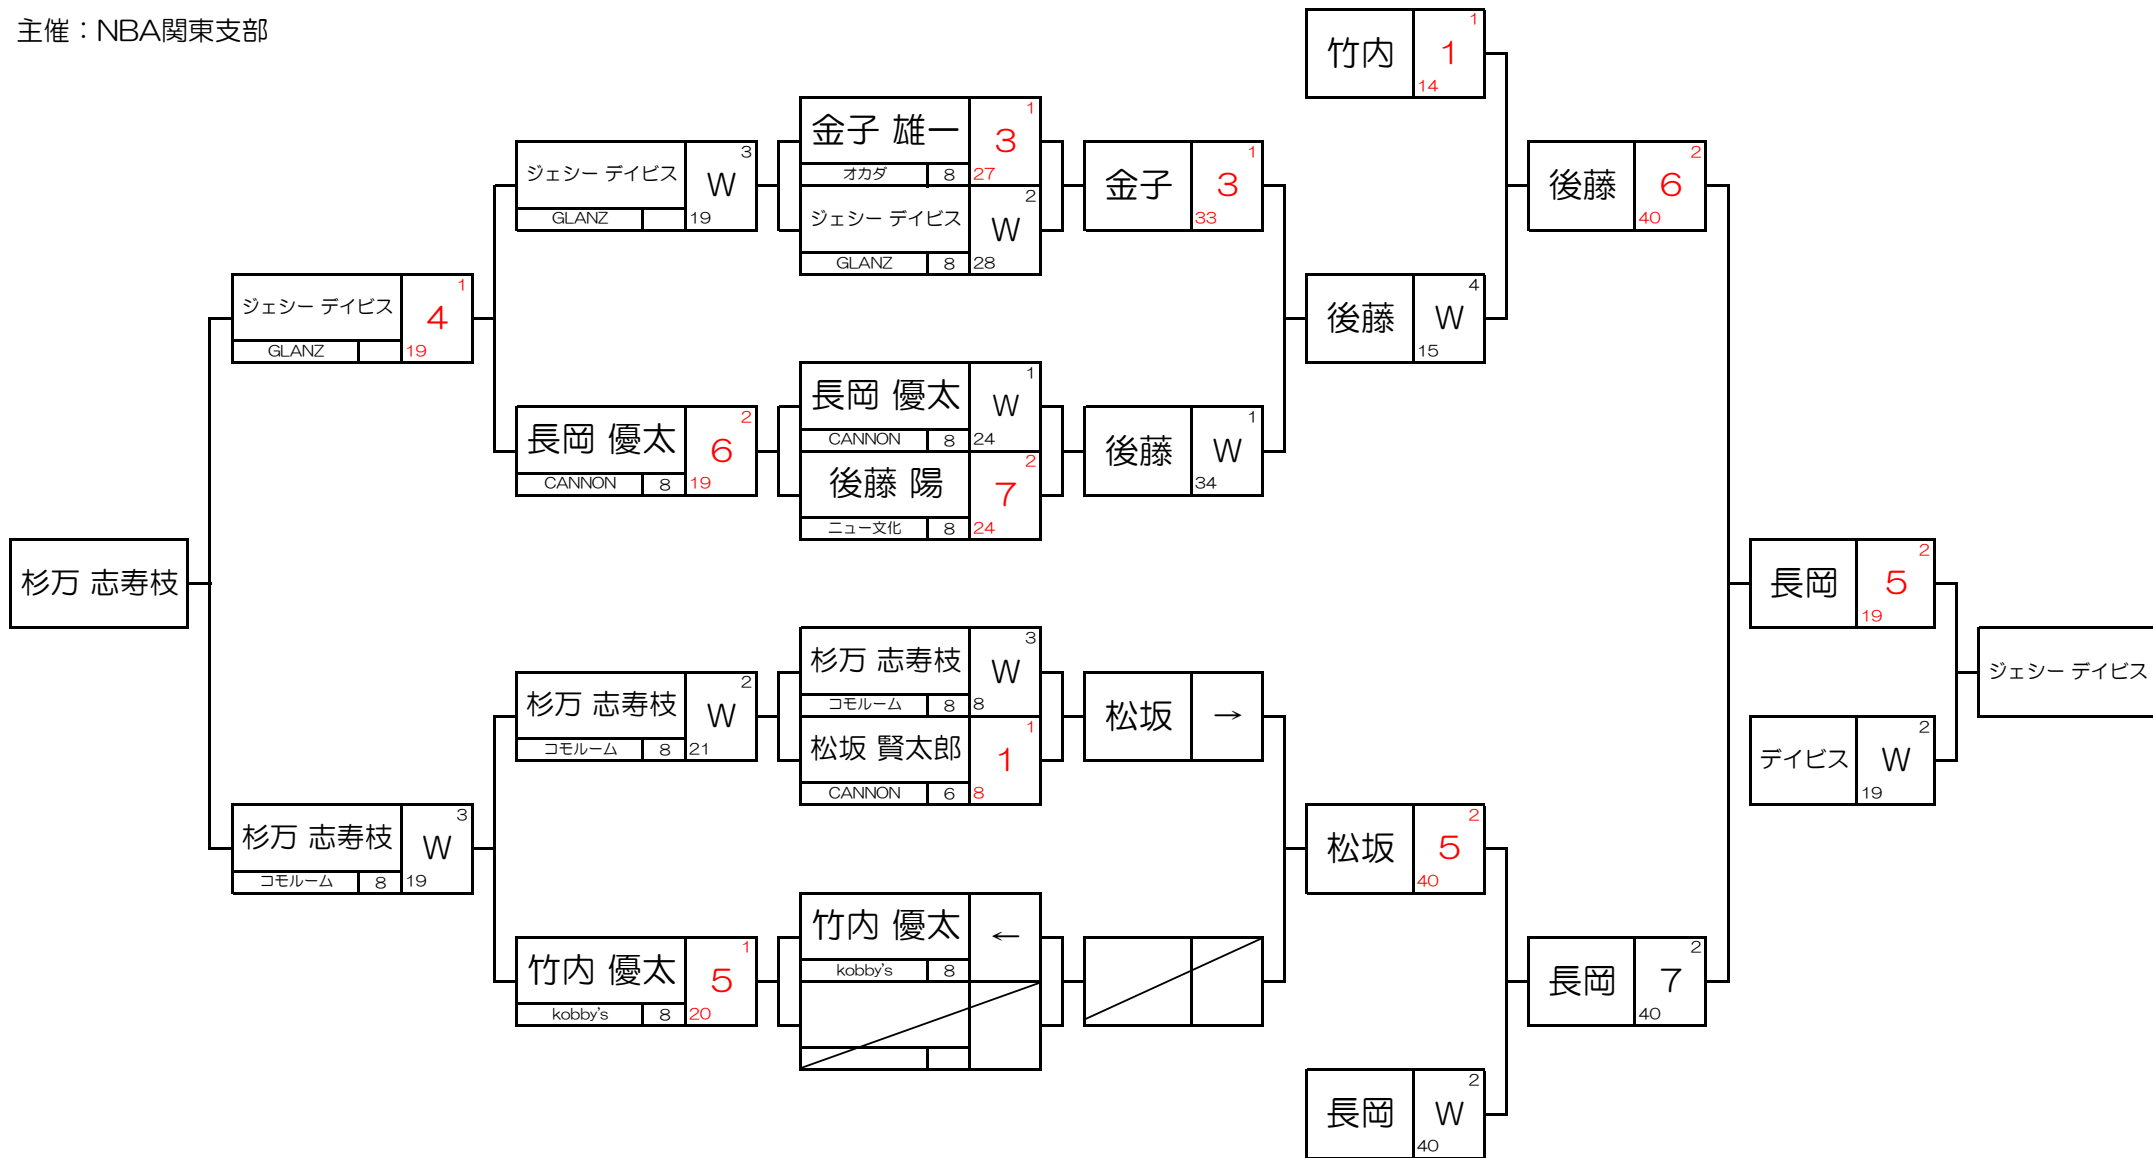 主催：NBA関東支部
杉万 志寿枝
ジェシー デイビス 4 1
GLANZ 19
杉万 志寿枝 W 3
コモルーム 8 19
ジェシー デイビス W 3
GLANZ 19
長岡 優太 6 2
CANNON 8 19
杉万 志寿枝 W 2
コモルーム 8 21
竹内 優太 5 1
kobby's 8 20
金子 雄一 3 1
オカダ 8 27
ジェシー デイビス W 2
GLANZ 8 28
長岡 優太 W 1
CANNON 8 24
後藤 陽 7 2
ニュー文化 8 24
杉万 志寿枝 W 3
コモルーム 8 8
松坂 賢太郎 1 1
CANNON 6 8
竹内 優太 ←
kobby's 8
金子 3 1
33
後藤 W 1
34
松坂 →
竹内 1 1
14
後藤 W 4
15
松坂 5 2
40
長岡 W 2
40
後藤 6 2
40
長岡 7 2
40
長岡 5 2
19
デイビス W 2
19
ジェシー デイビス